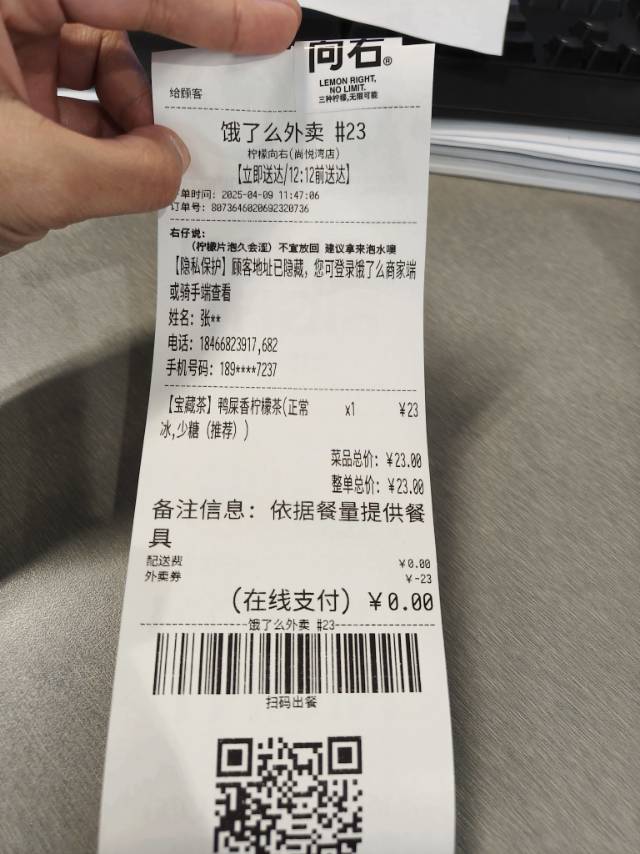 向右®
LEMON RIGHT,
NO LIMIT.
三种柠檬,无限可能
给顾客
饿了么外卖 #23
柠檬向右(尚悦湾店)
【立即送达/12:12前送达】
单时间: 2025-04-09 11:47:06
订单号: 8073646020692320736
右仔说:
(柠檬片泡久会涩) 不宜放回 建议拿来泡水噢
【隐私保护】顾客地址已隐藏, 您可登录饿了么商家端
或骑手端查看
姓名: 张**
电话: 18466823917,682
手机号码: 189****7237
【宝藏茶】鸭屎香柠檬茶(正常 x1 ¥23
冰,少糖 (推荐) )
菜品总价: ¥23.00
整单总价: ¥23.00
备注信息: 依据餐量提供餐
具
配送费 ¥0.00
外卖券 ¥-23
(在线支付) ¥0.00
饿了么外卖 #23
扫码出餐